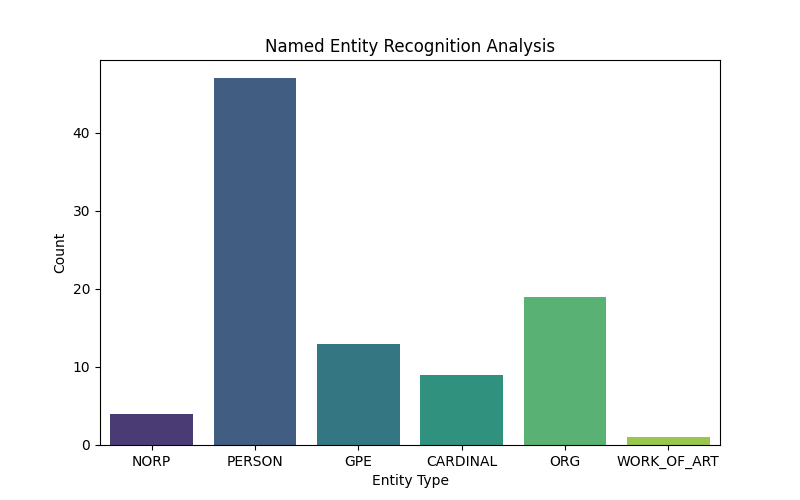 Named Entity Recognition Analysis
Count
40
30
20
10
0
NORP PERSON GPE CARDINAL ORG WORK_OF_ART
Entity Type